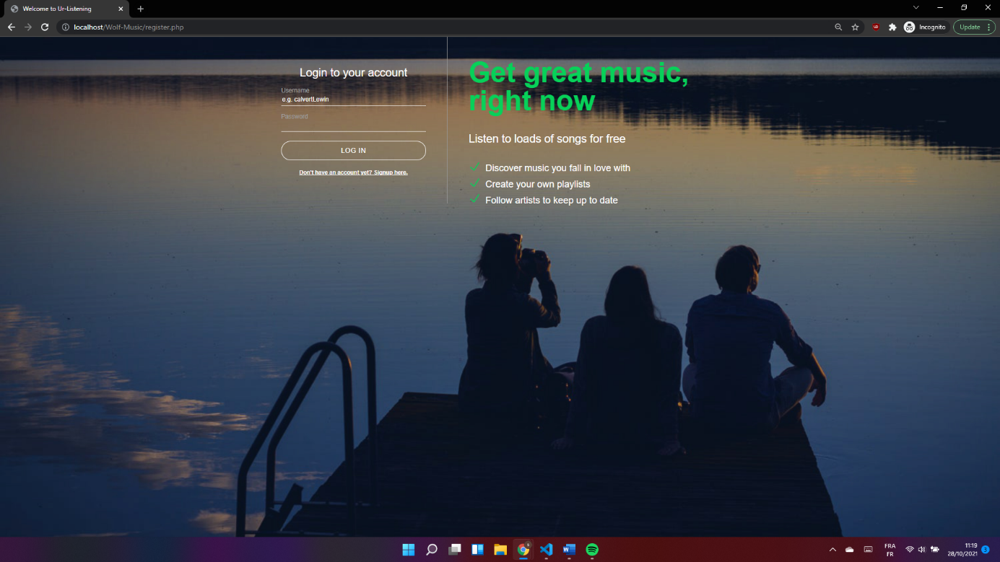 Welcome to Ur-Listening
localhost/Wolf-Music/register.php
Incognito
Update
Login to your account
Username
e.g. calvertLewin
Password
LOG IN
Don't have an account yet? Signup here.
Get great music,
right now
Listen to loads of songs for free
Discover music you fall in love with
Create your own playlists
Follow artists to keep up to date
FRA
FR
11:19
28/10/2021
3